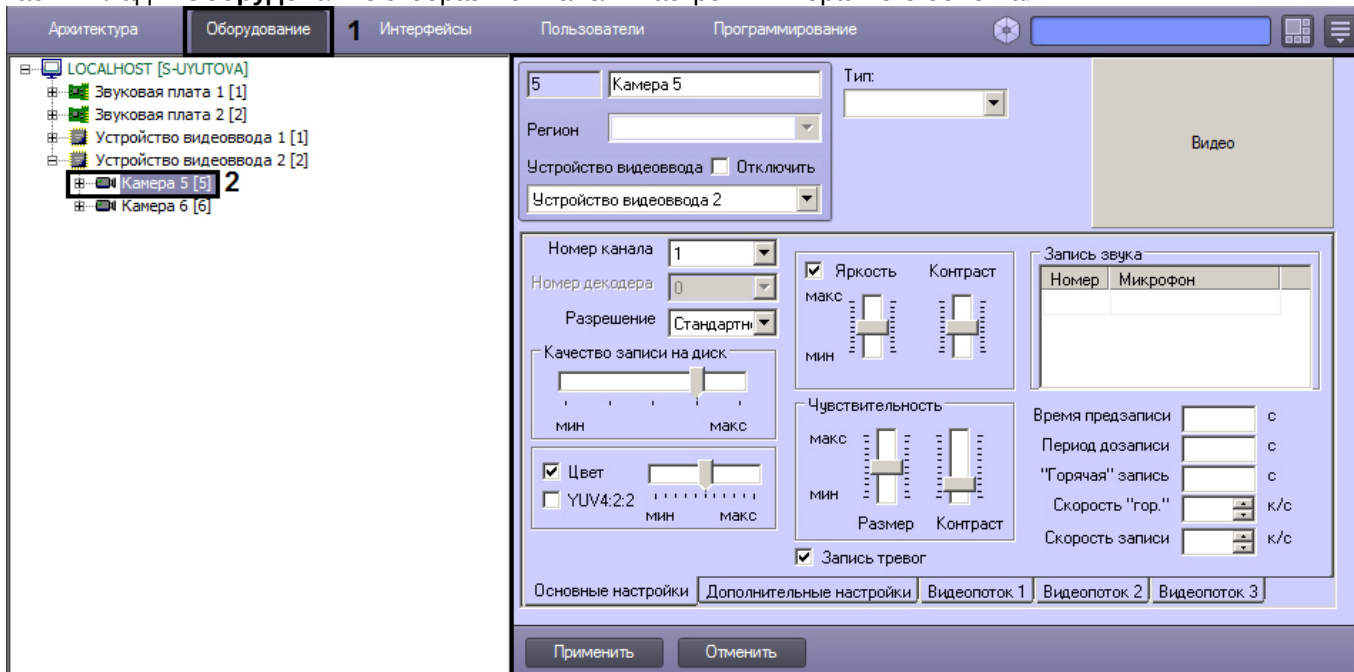 Архитектура Оборудование 1 Интерфейсы Пользователи Программирование
LOCALHOST [S-UYUTOVA]
Звуковая плата 1 [1]
Звуковая плата 2 [2]
Устройство видеоввода 1 [1]
Устройство видеоввода 2 [2]
Камера 5 [5] 2
Камера 6 [6]
5 Камера 5
Тип:
Регион
Устройство видеоввода Отключить
Устройство видеоввода 2
Видео
Номер канала 1
Номер декодера 0
Разрешение Стандартн
Качество записи на диск
мин макс
Цвет
YUV4:2:2
мин макс
Яркость Контраст
макс
мин
Чувствительность
макс
мин
Размер Контраст
Запись тревог
Запись звука
Номер Микрофон
Время предзаписи с
Период дозаписи с
"Горячая" запись с
Скорость "гор." к/с
Скорость записи к/с
Основные настройки Дополнительные настройки Видеопоток 1 Видеопоток 2 Видеопоток 3
Применить Отменить